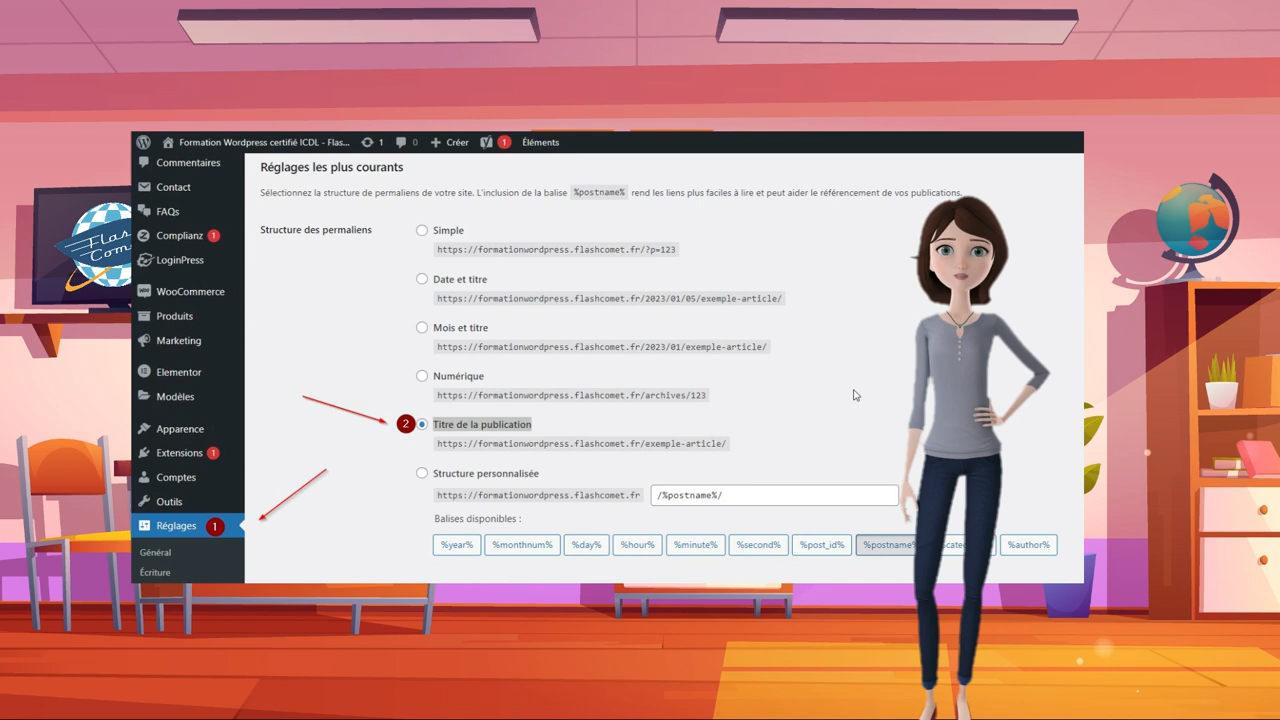 Formation Wordpress certifié ICDL - Flas... 1 0 Créer 1 Éléments
Commentaires
Contact
FAQs
Complianz 1
LoginPress
WooCommerce
Produits
Marketing
Elementor
Modèles
Apparence
Extensions 1
Comptes
Outils
Réglages 1
Général
Écriture
Réglages les plus courants
Sélectionnez la structure de permaliens de votre site. L'inclusion de la balise %postname% rend les liens plus faciles à lire et peut aider le référencement de vos publications.
Structure des permaliens
Simple
https://formationwordpress.flashcomet.fr/?p=123
Date et titre
https://formationwordpress.flashcomet.fr/2023/01/05/exemple-article/
Mois et titre
https://formationwordpress.flashcomet.fr/2023/01/exemple-article/
Numérique
https://formationwordpress.flashcomet.fr/archives/123
2 Titre de la publication
https://formationwordpress.flashcomet.fr/exemple-article/
Structure personnalisée
https://formationwordpress.flashcomet.fr /%postname%/
Balises disponibles :
%year% %monthnum% %day% %hour% %minute% %second% %post_id% %postname% %author%